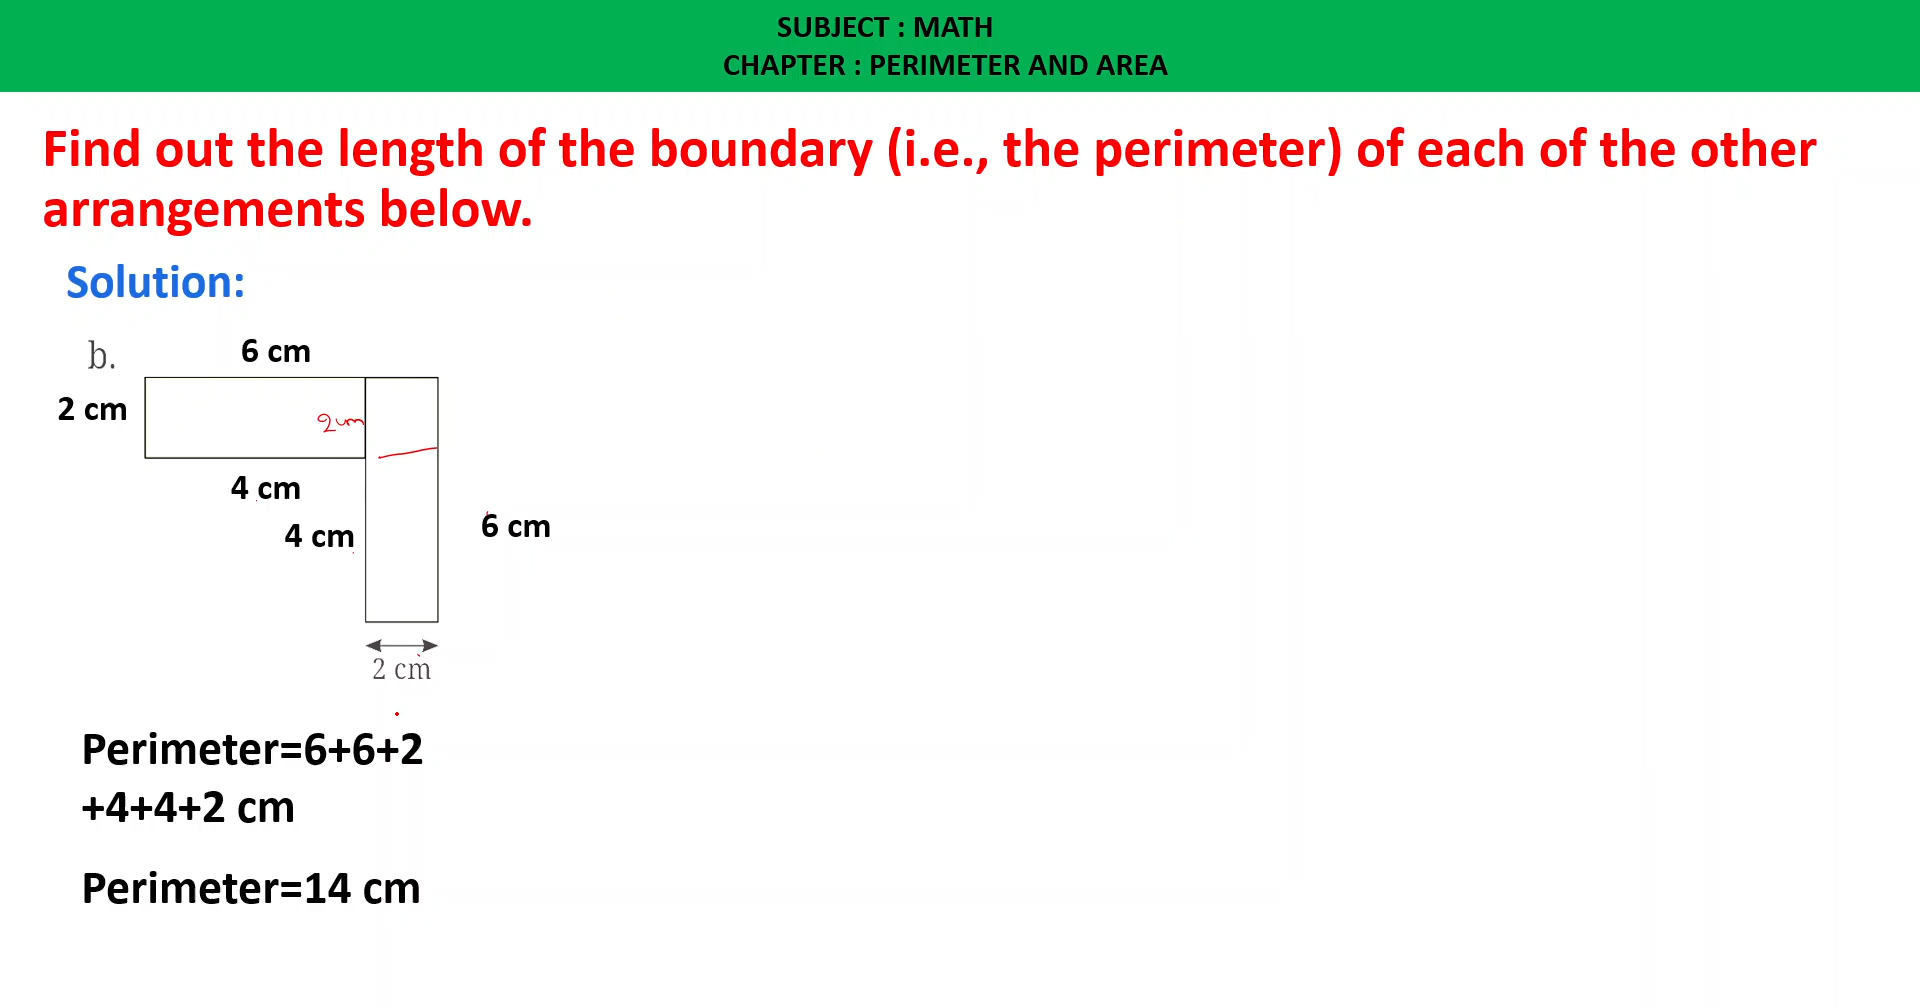 SUBJECT : MATH
CHAPTER : PERIMETER AND AREA
Find out the length of the boundary (i.e., the perimeter) of each of the other
arrangements below.
Solution:
b.
6 cm
2 cm
2cm
4 cm
4 cm
6 cm
2 cm
Perimeter=6+6+2
+4+4+2 cm
Perimeter=14 cm